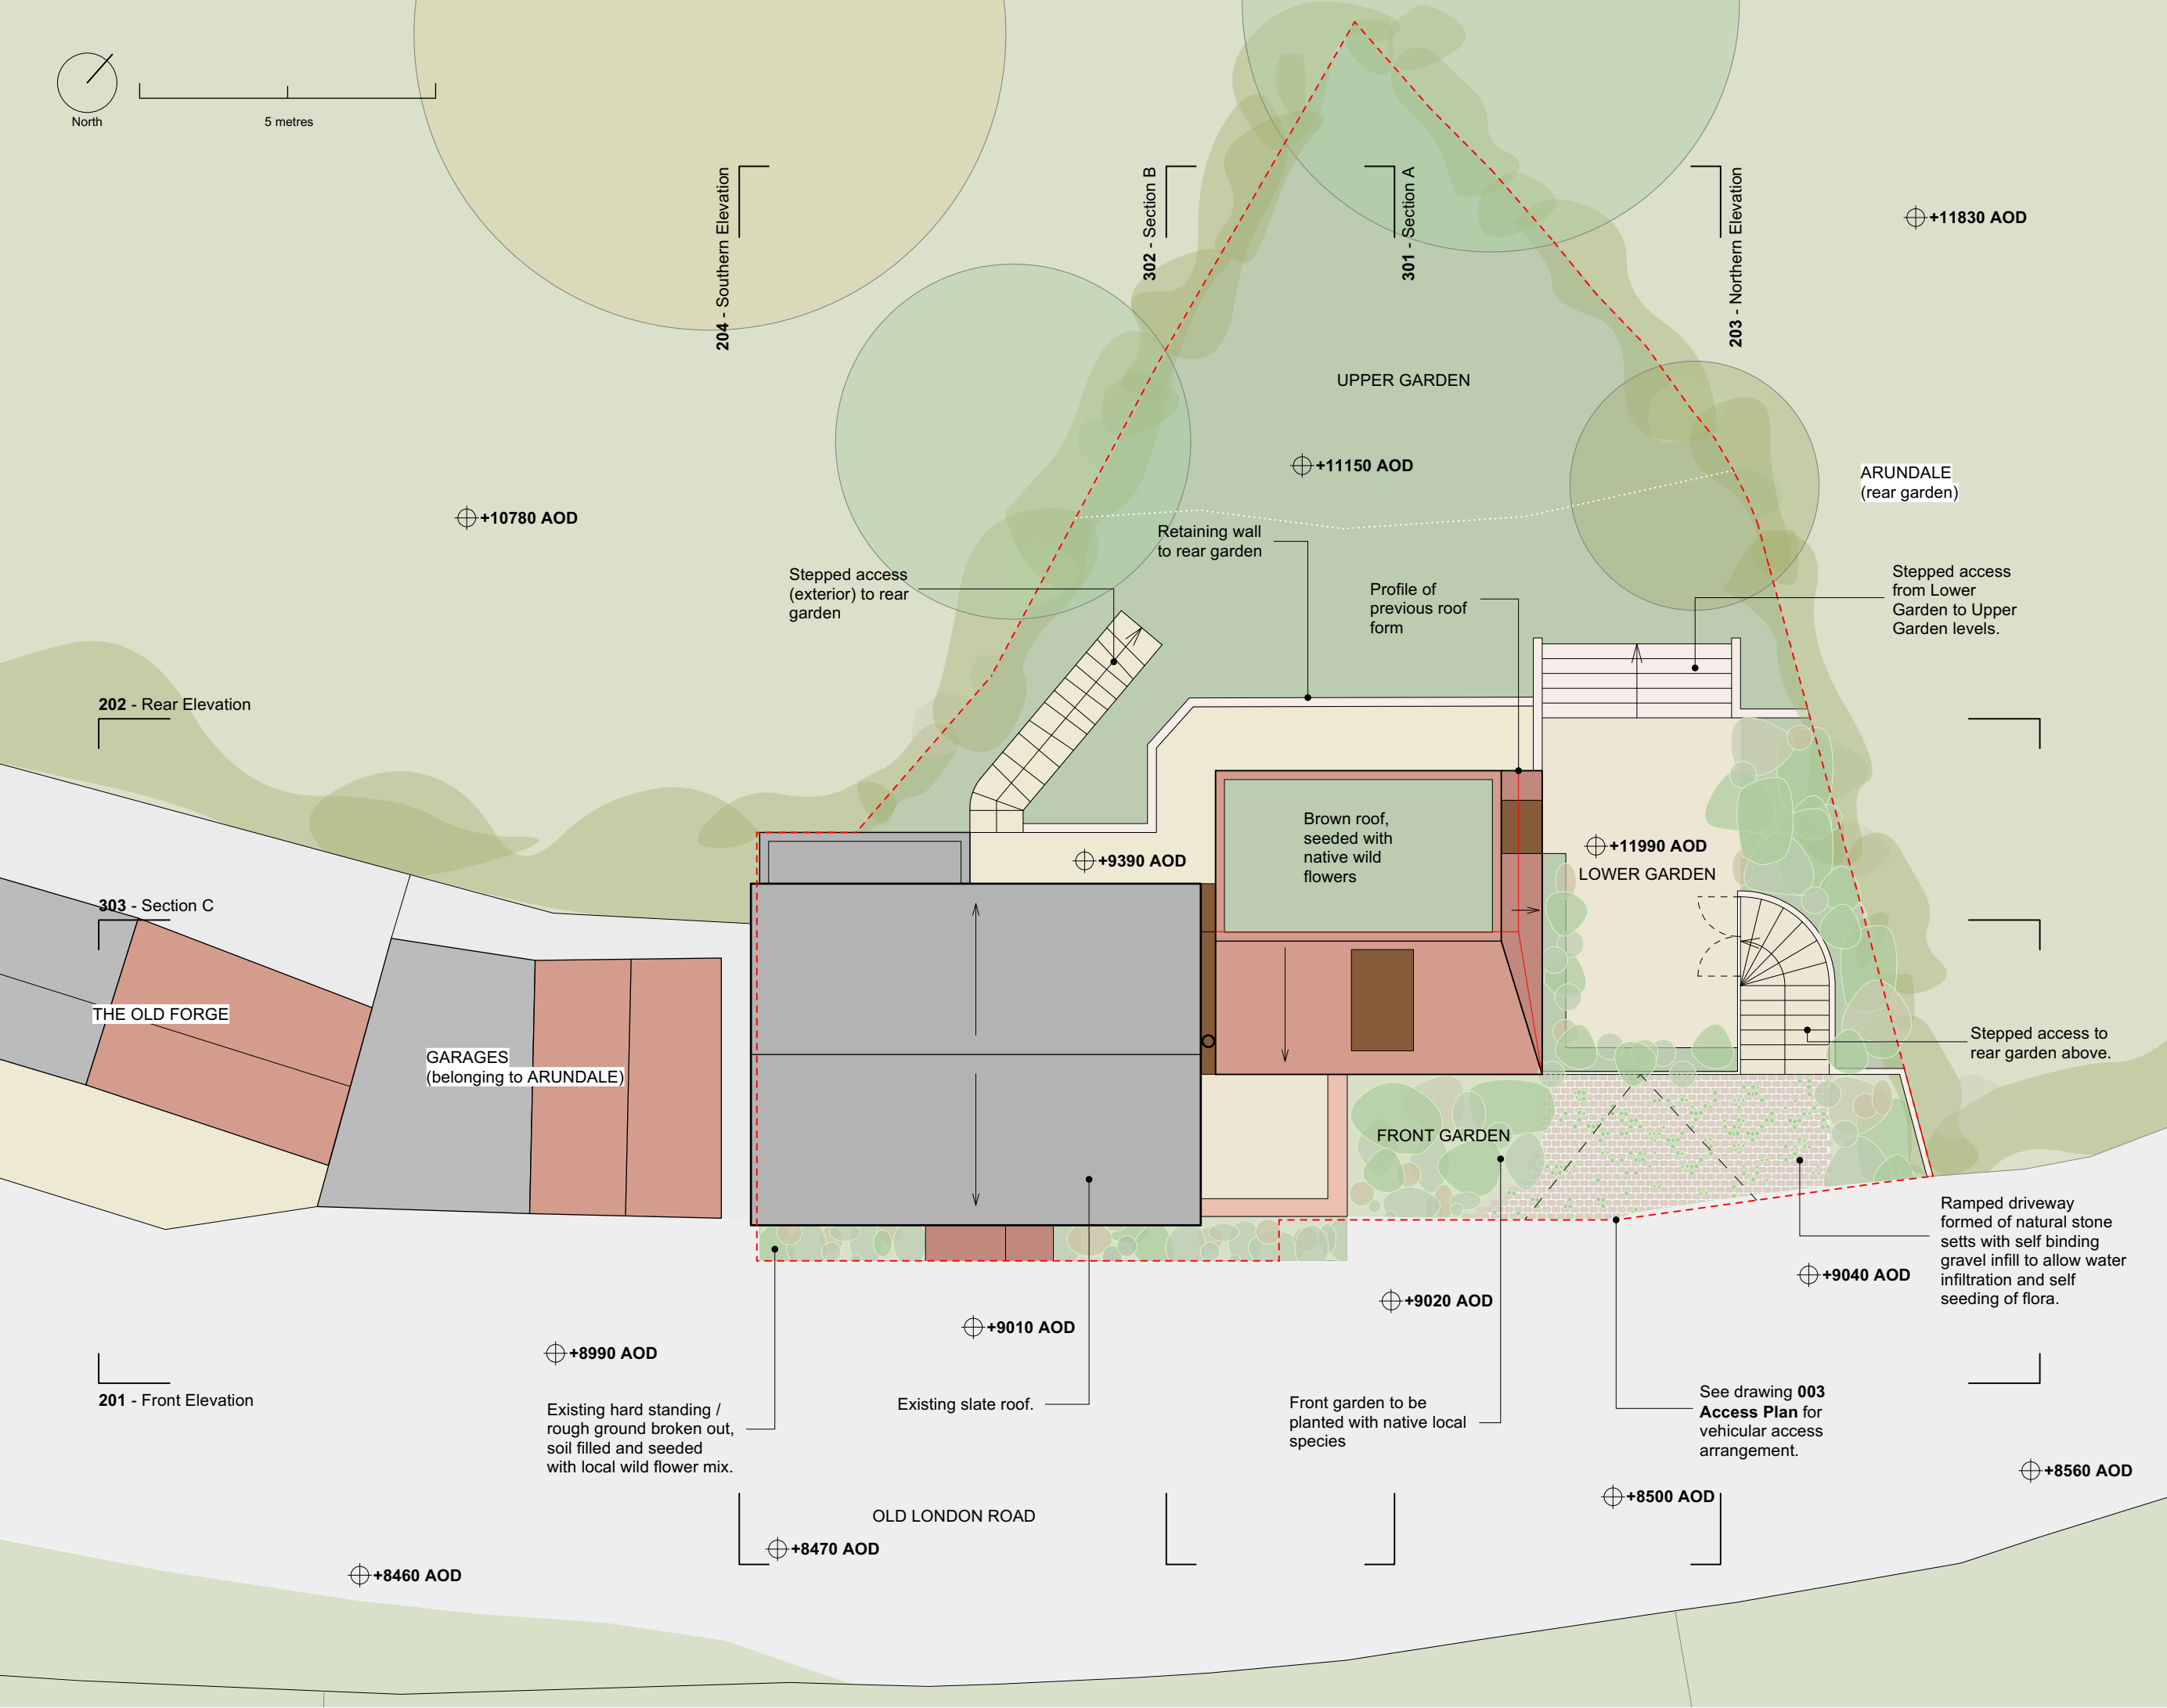 North
5 metres
204 - Southern Elevation
302 - Section B
301 - Section A
203 - Northern Elevation
+11830 AOD
UPPER GARDEN
+11150 AOD
ARUNDALE
(rear garden)
+10780 AOD
Retaining wall
to rear garden
Stepped access
(exterior) to rear
garden
Profile of
previous roof
form
Stepped access
from Lower
Garden to Upper
Garden levels.
202 - Rear Elevation
Brown roof,
seeded with
native wild
flowers
+9390 AOD
+11990 AOD
LOWER GARDEN
303 - Section C
THE OLD FORGE
GARAGES
(belonging to ARUNDALE)
Stepped access to
rear garden above.
FRONT GARDEN
Ramped driveway
formed of natural stone
setts with self binding
gravel infill to allow water
infiltration and self
seeding of flora.
+9040 AOD
+9020 AOD
+9010 AOD
+8990 AOD
201 - Front Elevation
Existing hard standing /
rough ground broken out,
soil filled and seeded
with local wild flower mix.
Existing slate roof.
Front garden to be
planted with native local
species
See drawing 003
Access Plan for
vehicular access
arrangement.
+8560 AOD
+8500 AOD
OLD LONDON ROAD
+8470 AOD
+8460 AOD